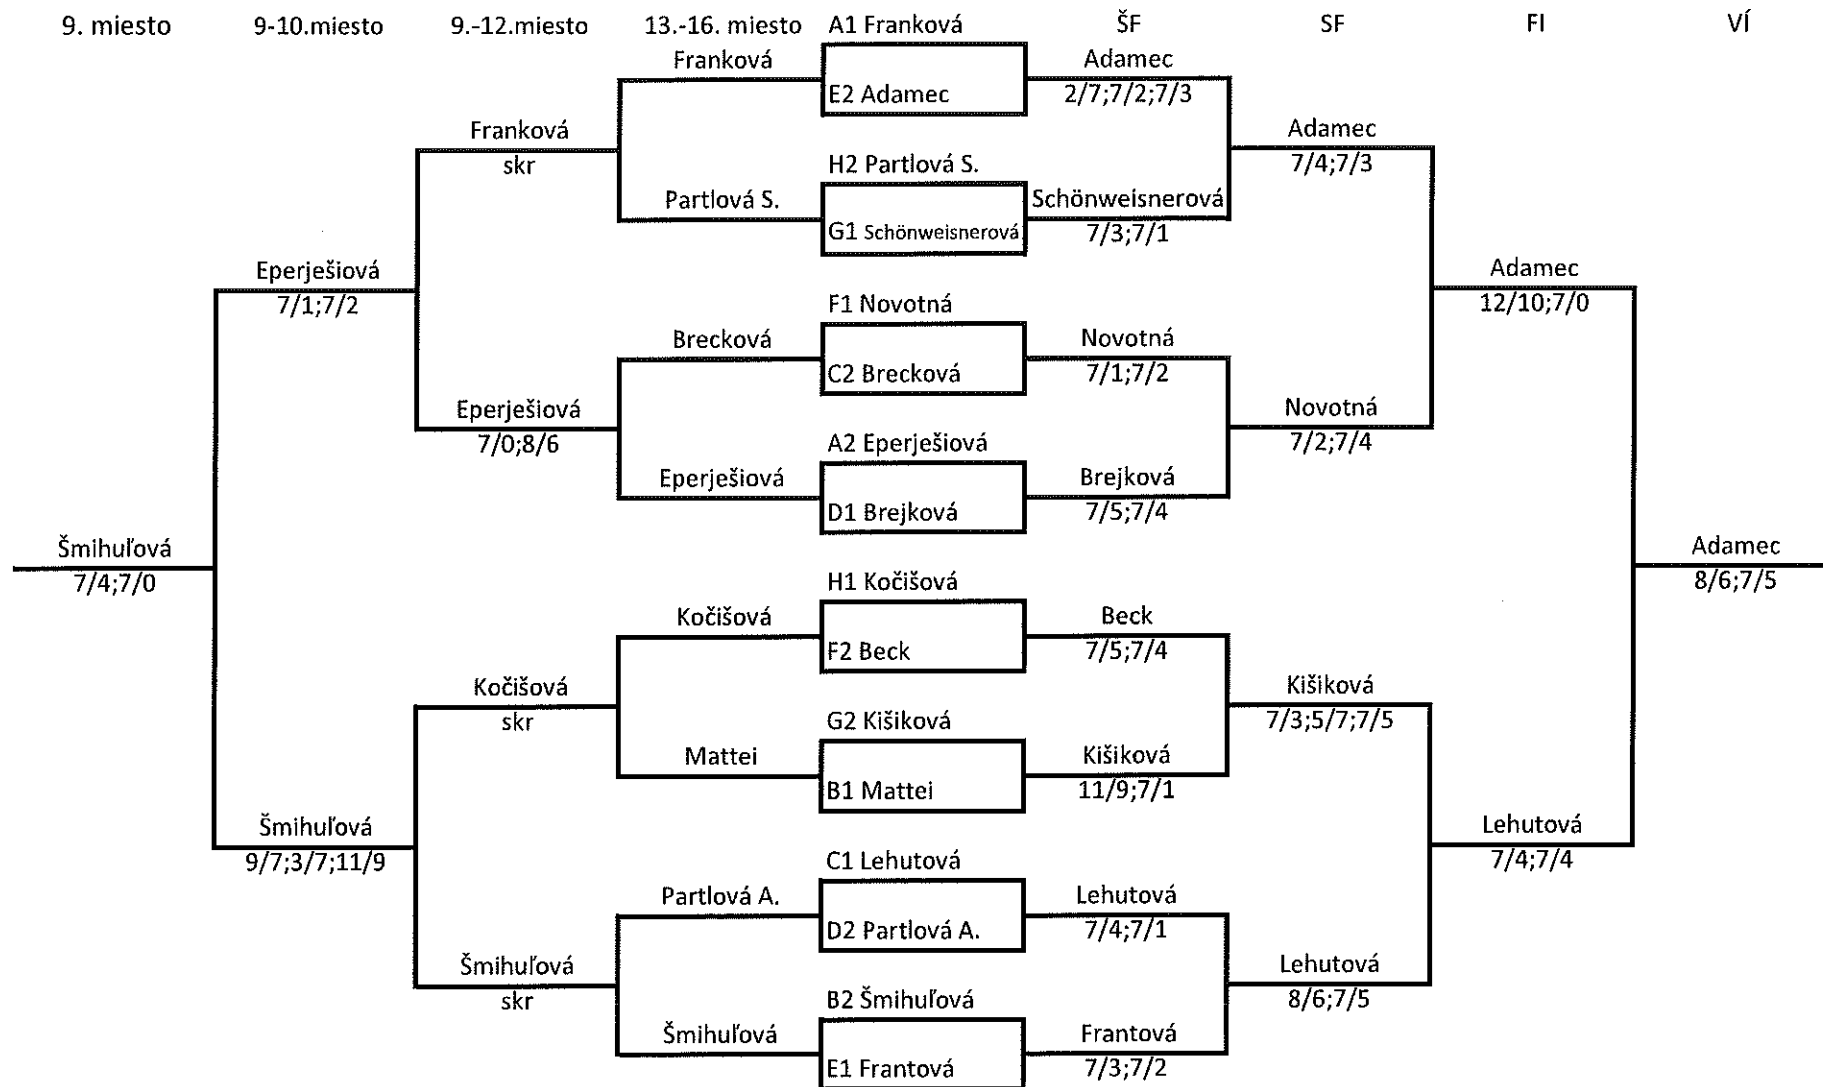 9. miesto 9-10.miesto 9.-12.miesto 13.-16. miesto A1 Franková ŠF SF FI VÍ
Franková Adamec
E2 Adamec 2/7;7/2;7/3
Franková Adamec
skr 7/4;7/3
H2 Partlová S.
Partlová S. Schönweisnerová
G1 Schönweisnerová 7/3;7/1
Eperješiová Adamec
7/1;7/2 F1 Novotná 12/10;7/0
Brecková Novotná
C2 Brecková 7/1;7/2
Eperješiová Novotná
7/0;8/6 A2 Eperješiová 7/2;7/4
Eperješiová Brejková
D1 Brejková 7/5;7/4
Šmihuľová Adamec
7/4;7/0 H1 Kočišová 8/6;7/5
Kočišová Beck
F2 Beck 7/5;7/4
Kočišová Kišiková
skr G2 Kišiková 7/3;5/7;7/5
Mattei Kišiková
B1 Mattei 11/9;7/1
Šmihuľová Lehutová
9/7;3/7;11/9 C1 Lehutová 7/4;7/4
Partlová A. Lehutová
D2 Partlová A. 7/4;7/1
Šmihuľová Lehutová
skr B2 Šmihuľová 8/6;7/5
Šmihuľová Frantová
E1 Frantová 7/3;7/2